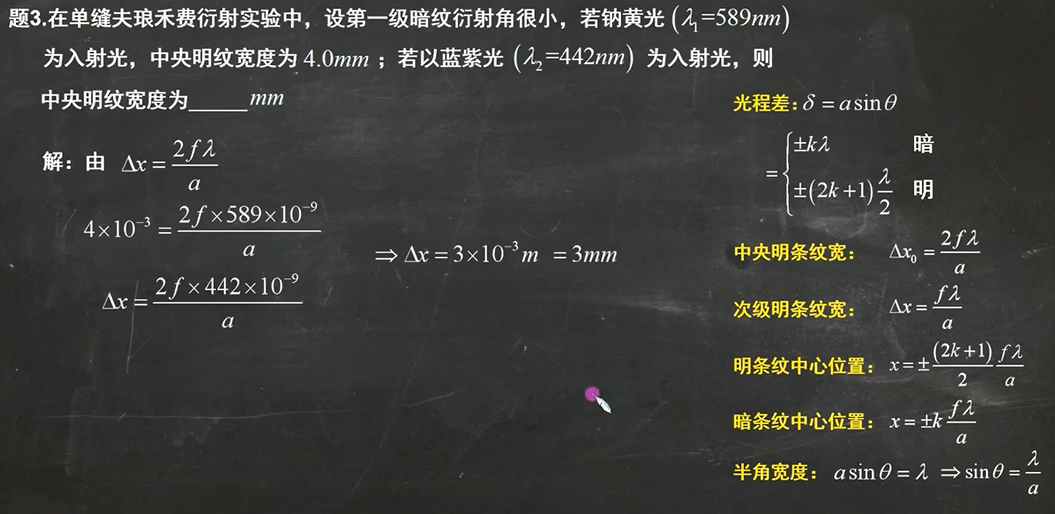 题3.在单缝夫琅禾费衍射实验中，设第一级暗纹衍射角很小，若钠黄光(λ₁=589nm)
为入射光，中央明纹宽度为 4.0mm ；若以蓝紫光 (λ₂=442nm) 为入射光，则
中央明纹宽度为_____mm
解：由 Δx = 2fλ/a
4×10⁻³ = 2f×589×10⁻⁹/a
Δx = 2f×442×10⁻⁹/a
⇒ Δx = 3×10⁻³m = 3mm
光程差: δ = a sinθ
= { ±kλ 暗
±(2k+1)λ/2 明
中央明条纹宽： Δx₀ = 2fλ/a
次级明条纹宽： Δx = fλ/a
明条纹中心位置： x = ± (2k+1)/2 fλ/a
暗条纹中心位置： x = ±k fλ/a
半角宽度： a sinθ = λ ⇒ sinθ = λ/a